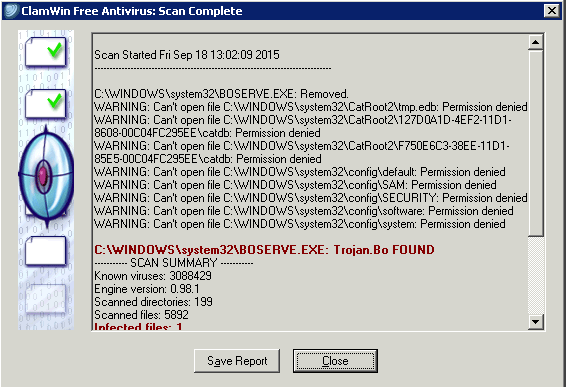 ClamWin Free Antivirus: Scan Complete
Scan Started Fri Sep 18 13:02:09 2015
-------------------------------------------------------------------------------
C:\WINDOWS\system32\BOSERVE.EXE: Removed.
WARNING: Can't open file C:\WINDOWS\system32\CatRoot2\tmp.edb: Permission denied
WARNING: Can't open file C:\WINDOWS\system32\CatRoot2\127D0A1D-4EF2-11D1-
8608-00C04FC295EE\catdb: Permission denied
WARNING: Can't open file C:\WINDOWS\system32\CatRoot2\F750E6C3-38EE-11D1-
85E5-00C04FC295EE\catdb: Permission denied
WARNING: Can't open file C:\WINDOWS\system32\config\default: Permission denied
WARNING: Can't open file C:\WINDOWS\system32\config\SAM: Permission denied
WARNING: Can't open file C:\WINDOWS\system32\config\SECURITY: Permission denied
WARNING: Can't open file C:\WINDOWS\system32\config\software: Permission denied
WARNING: Can't open file C:\WINDOWS\system32\config\system: Permission denied
C:\WINDOWS\system32\BOSERVE.EXE: Trojan.Bo FOUND
----------- SCAN SUMMARY -----------
Known viruses: 3088429
Engine version: 0.98.1
Scanned directories: 199
Scanned files: 5892
Infected files: 1
Save Report
Close